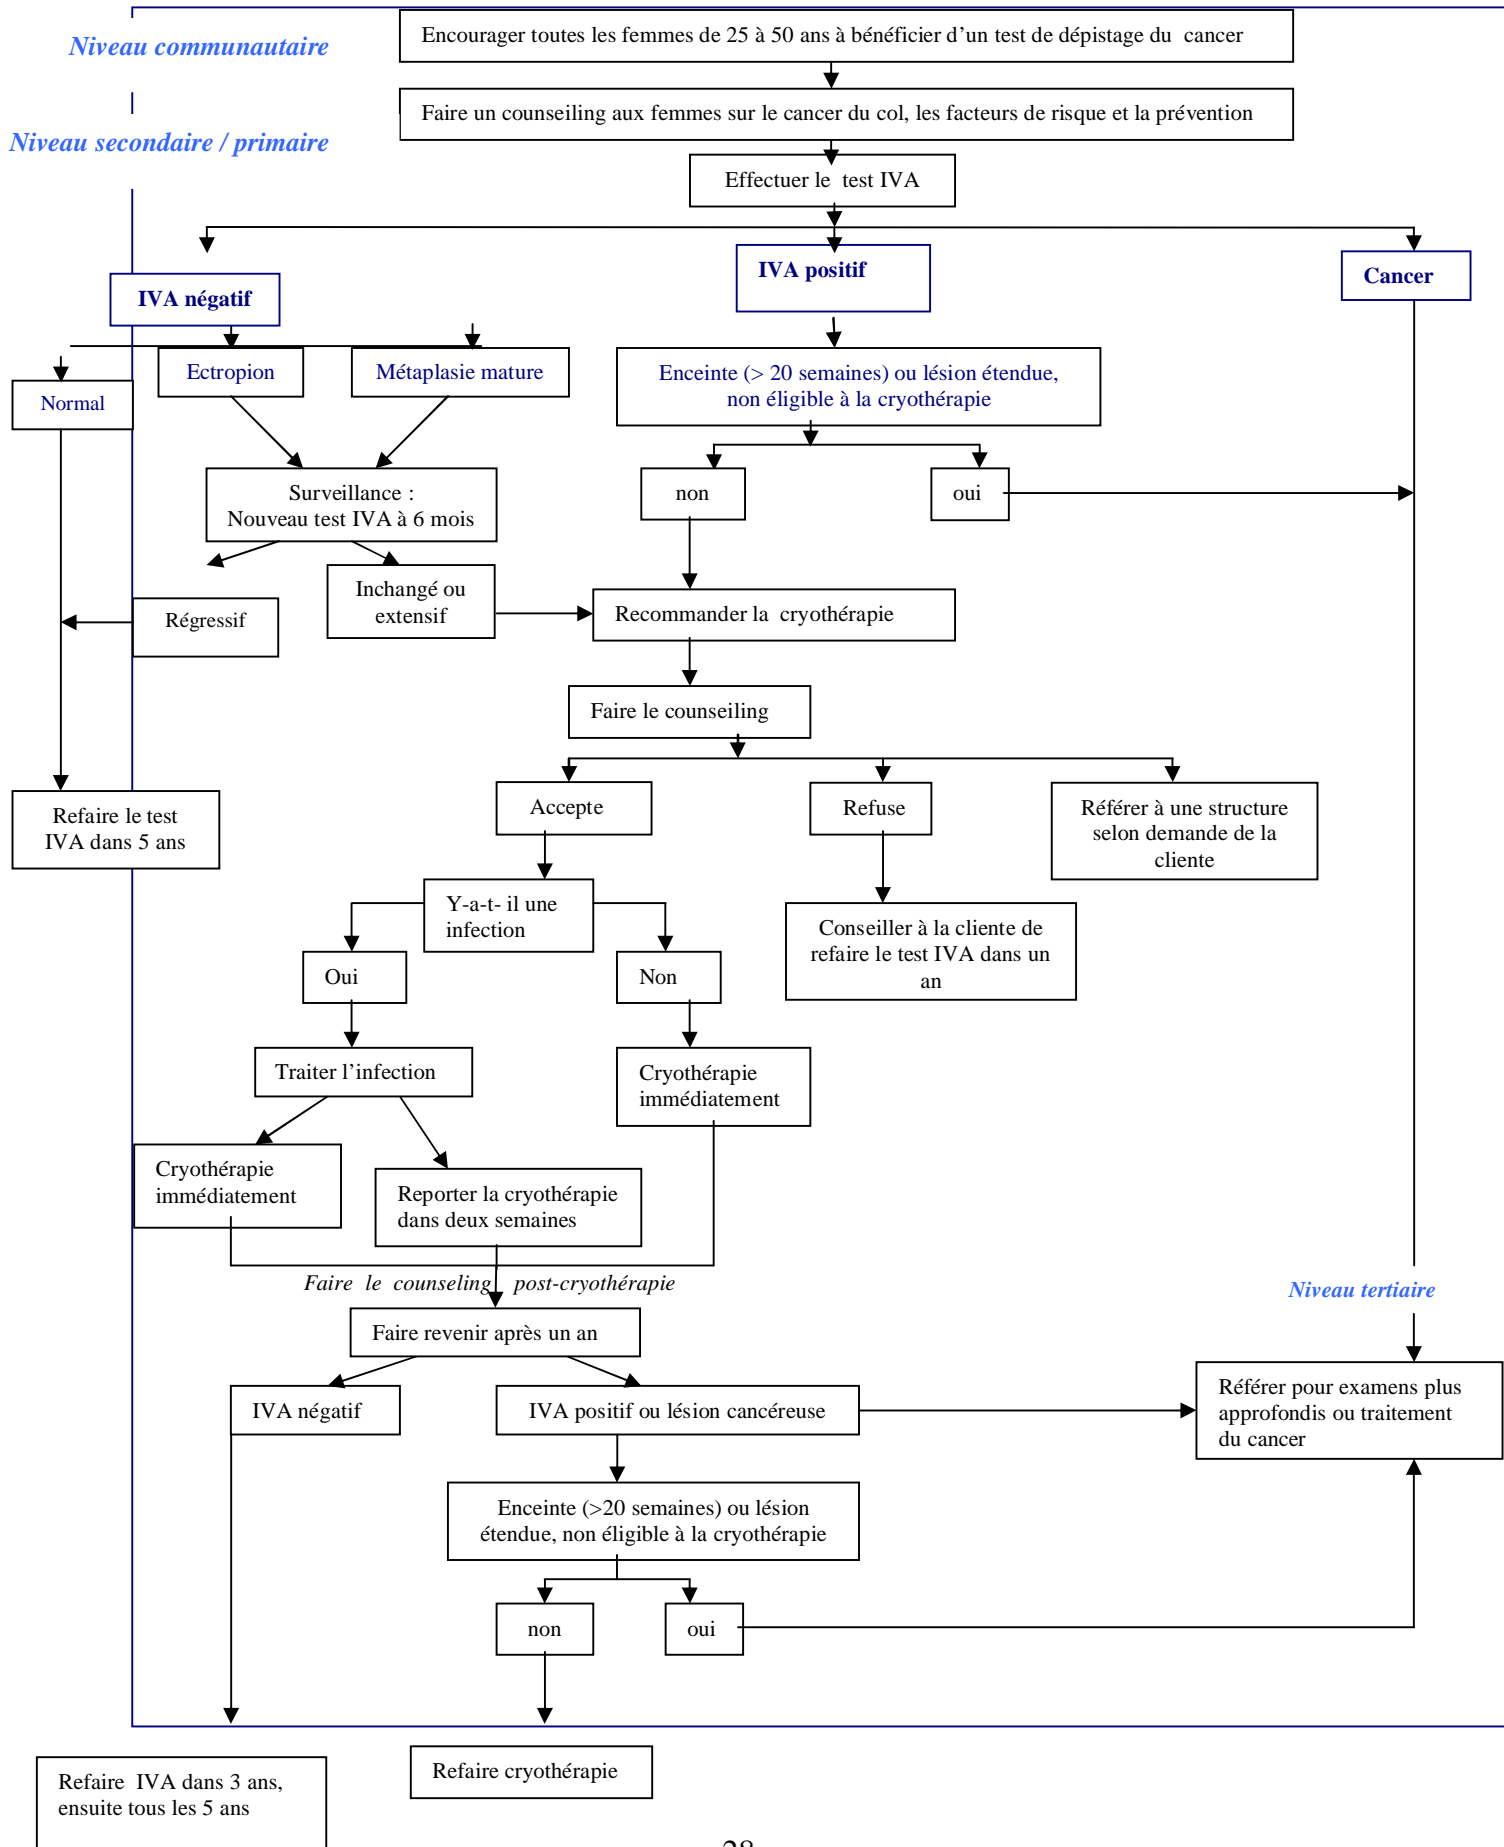 Niveau communautaire
Encourager toutes les femmes de 25 à 50 ans à bénéficier d’un test de dépistage du cancer
Faire un counseiling aux femmes sur le cancer du col, les facteurs de risque et la prévention
Niveau secondaire / primaire
Effectuer le test IVA
IVA négatif
IVA positif
Cancer
Normal
Ectropion
Métaplasie mature
Enceinte (> 20 semaines) ou lésion étendue,
non éligible à la cryothérapie
Surveillance :
Nouveau test IVA à 6 mois
non
oui
Régressif
Inchangé ou
extensif
Recommander la cryothérapie
Faire le counseiling
Refaire le test
IVA dans 5 ans
Accepte
Refuse
Référer à une structure
selon demande de la
cliente
Y-a-t- il une
infection
Conseiller à la cliente de
refaire le test IVA dans un
an
Oui
Non
Traiter l’infection
Cryothérapie
immédiatement
Cryothérapie
immédiatement
Reporter la cryothérapie
dans deux semaines
Faire le counseling post-cryothérapie
Niveau tertiaire
Faire revenir après un an
IVA négatif
IVA positif ou lésion cancéreuse
Référer pour examens plus
approfondis ou traitement
du cancer
Enceinte (>20 semaines) ou lésion
étendue, non éligible à la cryothérapie
non
oui
Refaire IVA dans 3 ans,
ensuite tous les 5 ans
Refaire cryothérapie
28